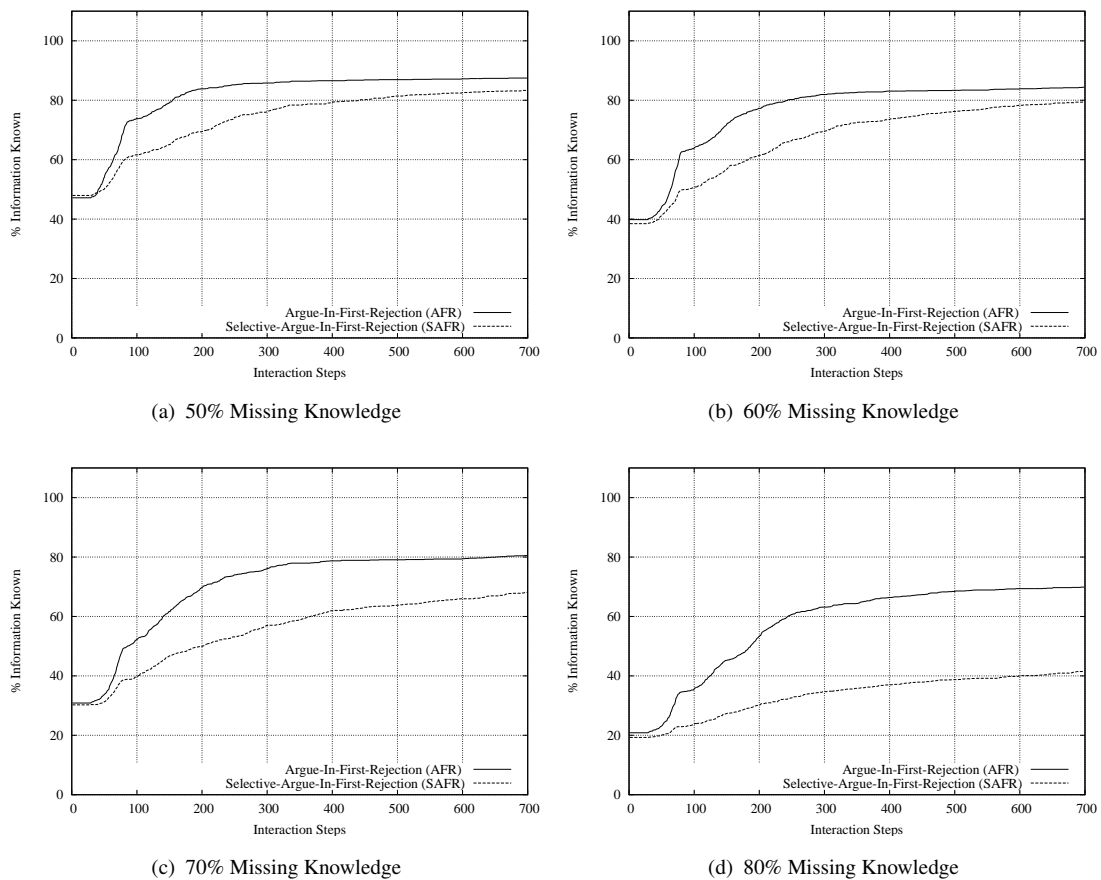 100
80
60
40
20
0
% Information Known
Argue-In-First-Rejection (AFR)
Selective-Argue-In-First-Rejection (SAFR)
0 100 200 300 400 500 600 700
Interaction Steps
(a) 50% Missing Knowledge
100
80
60
40
20
0
% Information Known
Argue-In-First-Rejection (AFR)
Selective-Argue-In-First-Rejection (SAFR)
0 100 200 300 400 500 600 700
Interaction Steps
(b) 60% Missing Knowledge
100
80
60
40
20
0
% Information Known
Argue-In-First-Rejection (AFR)
Selective-Argue-In-First-Rejection (SAFR)
0 100 200 300 400 500 600 700
Interaction Steps
(c) 70% Missing Knowledge
100
80
60
40
20
0
% Information Known
Argue-In-First-Rejection (AFR)
Selective-Argue-In-First-Rejection (SAFR)
0 100 200 300 400 500 600 700
Interaction Steps
(d) 80% Missing Knowledge